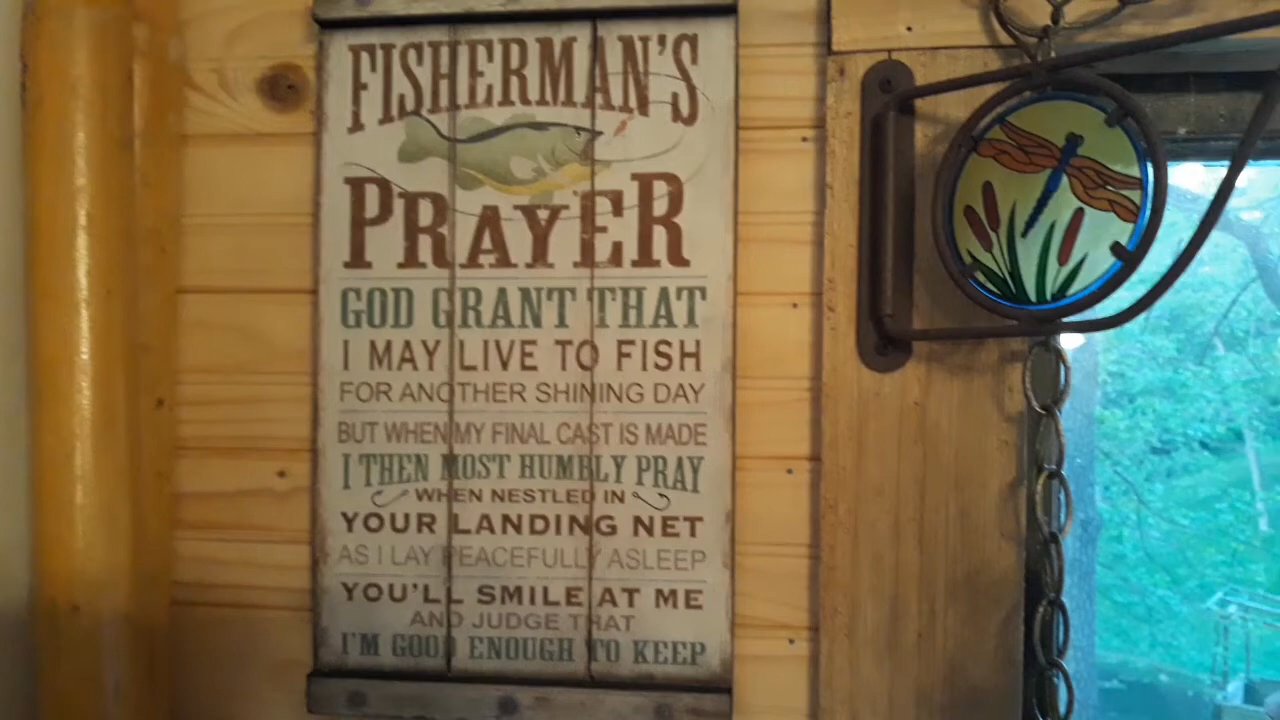 FISHERMAN'S
PRAYER
GOD GRANT THAT
I MAY LIVE TO FISH
FOR ANOTHER SHINING DAY
BUT WHEN MY FINAL CAST IS MADE
I THEN MOST HUMBLY PRAY
WHEN NESTLED IN
YOUR LANDING NET
AS I LAY PEACEFULLY ASLEEP
YOU'LL SMILE AT ME
AND JUDGE THAT
I'M GOOD ENOUGH TO KEEP